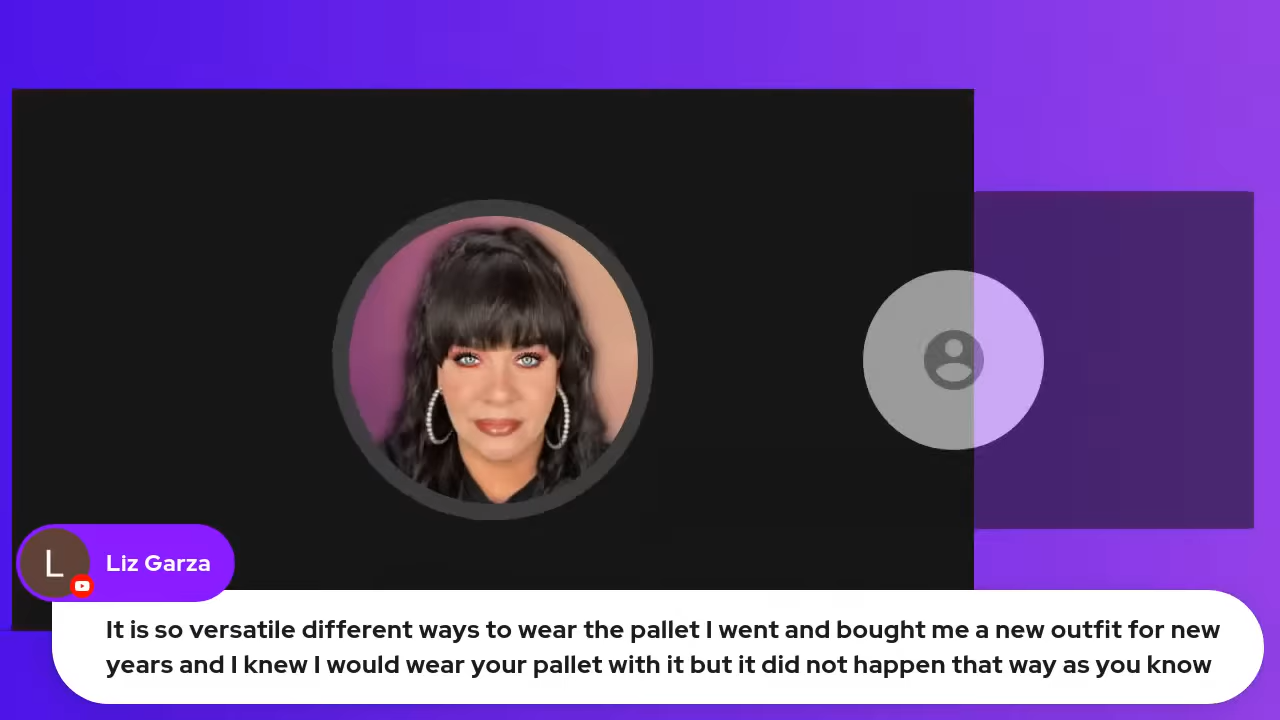 L
Liz Garza
It is so versatile different ways to wear the pallet I went and bought me a new outfit for new
years and I knew I would wear your pallet with it but it did not happen that way as you know